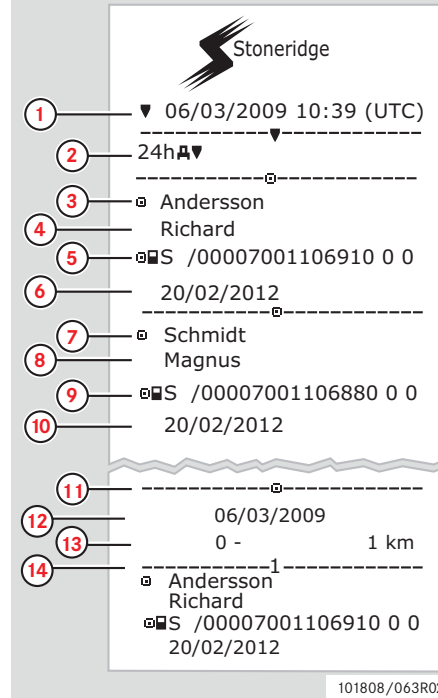 Stoneridge
1 ▼ 06/03/2009 10:39 (UTC)
2 24h▼
3 Andersson
4 Richard
5 S /00007001106910 0 0
6 20/02/2012
7 Schmidt
8 Magnus
9 S /00007001106880 0 0
10 20/02/2012
11
12 06/03/2009
13 0 - 1 km
14 1
Andersson
Richard
S /00007001106910 0 0
20/02/2012
101808/063R02